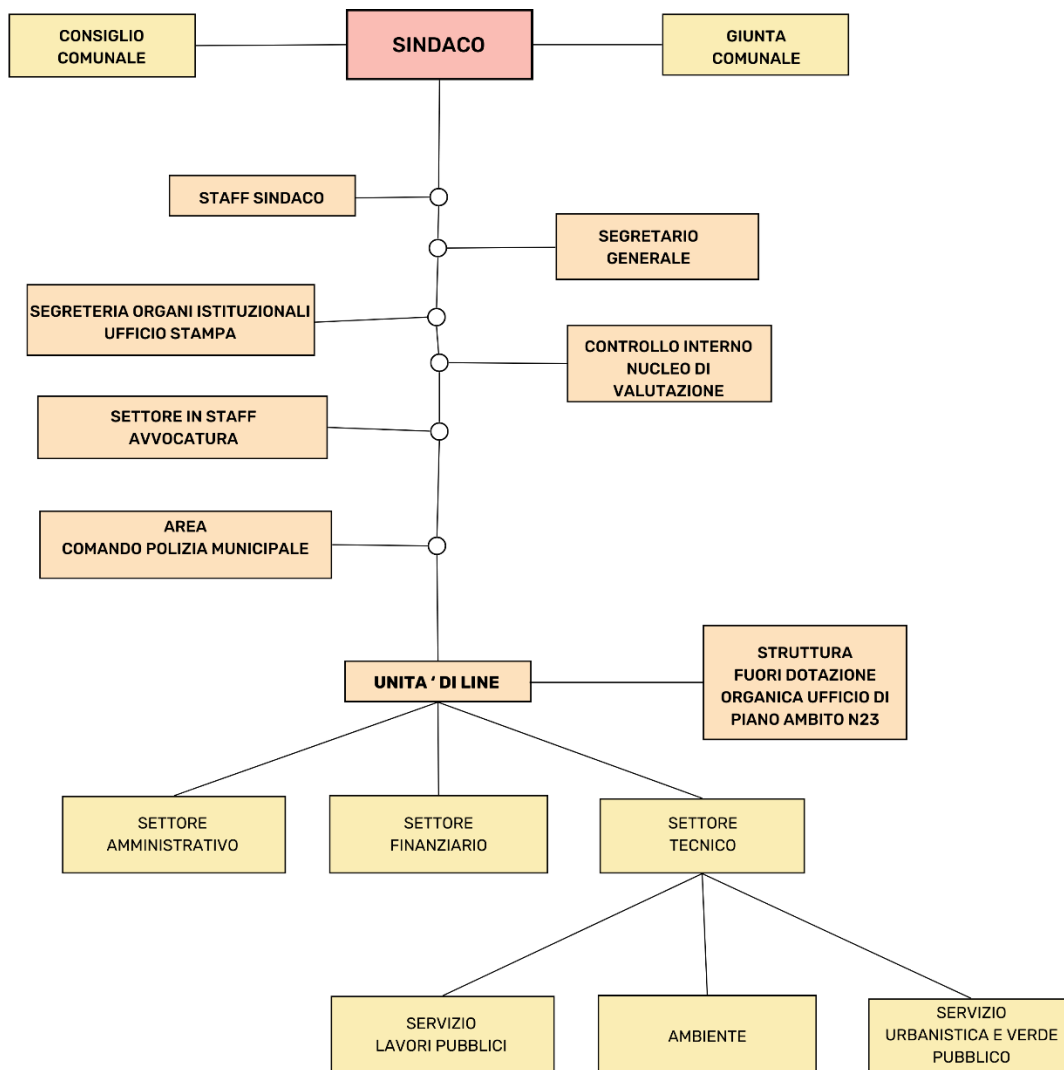 CONSIGLIO
COMUNALE
SINDACO
GIUNTA
COMUNALE
STAFF SINDACO
SEGRETARIO
GENERALE
SEGRETERIA ORGANI ISTITUZIONALI
UFFICIO STAMPA
CONTROLLO INTERNO
NUCLEO DI
VALUTAZIONE
SETTORE IN STAFF
AVVOCATURA
AREA
COMANDO POLIZIA MUNICIPALE
UNITA ‘ DI LINE
STRUTTURA
FUORI DOTAZIONE
ORGANICA UFFICIO DI
PIANO AMBITO N23
SETTORE
AMMINISTRATIVO
SETTORE
FINANZIARIO
SETTORE
TECNICO
SERVIZIO
LAVORI PUBBLICI
AMBIENTE
SERVIZIO
URBANISTICA E VERDE
PUBBLICO